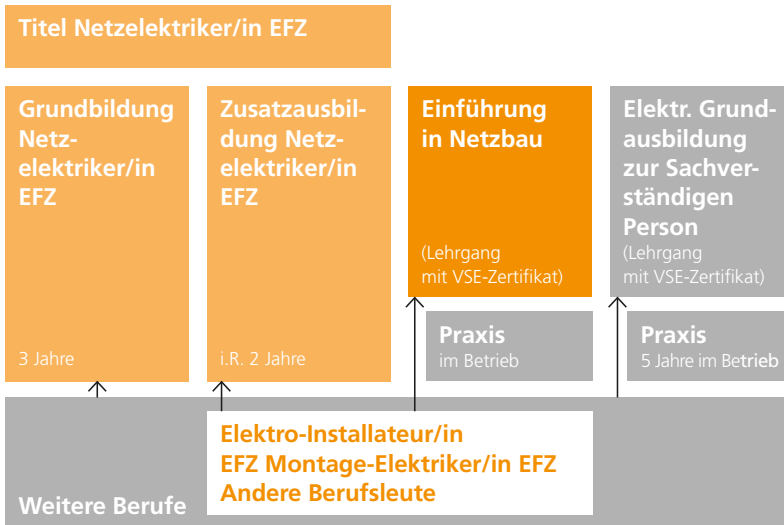 Titel Netzelektriker/in EFZ
Grundbildung
Netz-
elektriker/in
EFZ
3 Jahre
Zusatzausbil-
dung Netz-
elektriker/in
EFZ
i.R. 2 Jahre
Einführung
in Netzbau
(Lehrgang
mit VSE-Zertifikat)
Praxis
im Betrieb
Elektr. Grund-
ausbildung
zur Sachver-
ständigen
Person
(Lehrgang
mit VSE-Zertifikat)
Praxis
5 Jahre im Betrieb
Elektro-Installateur/in
EFZ Montage-Elektriker/in EFZ
Andere Berufsleute
Weitere Berufe